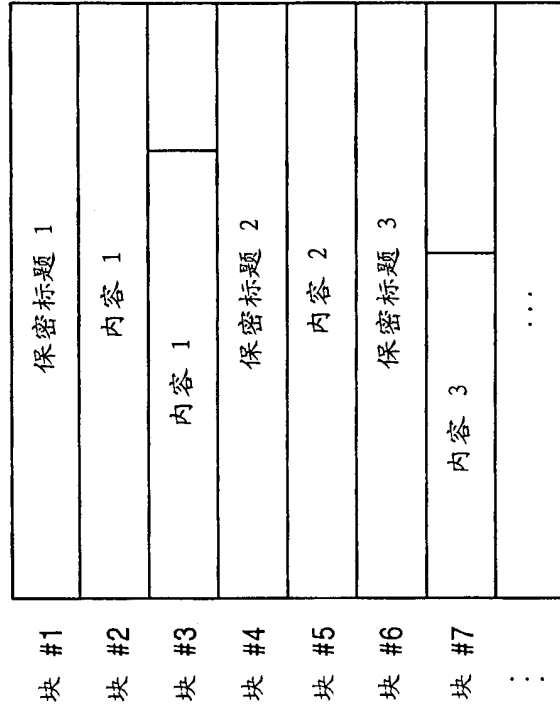 块 #1 保密标题 1
块 #2 内容 1
块 #3 内容 1
块 #4 保密标题 2
块 #5 内容 2
块 #6 保密标题 3
块 #7 内容 3
... ...